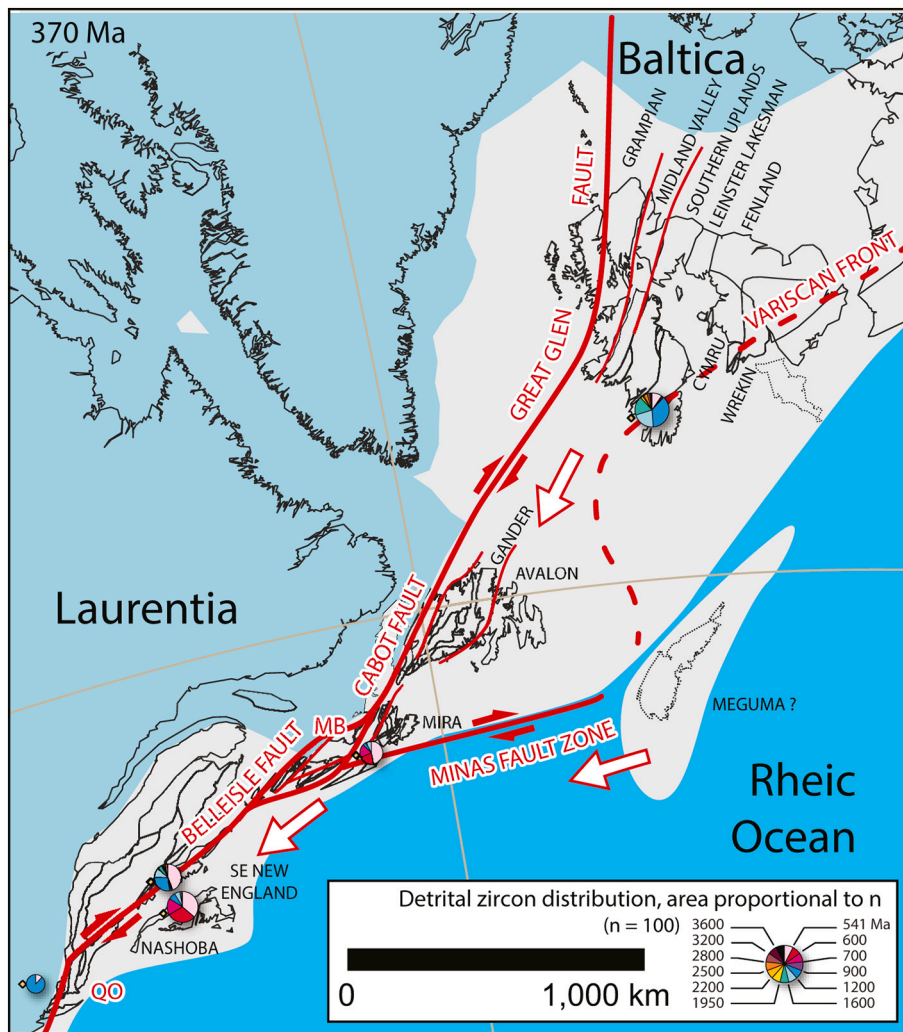 370 Ma
Baltica
GRAMPIAN
MIDLAND VALLEY
SOUTHERN UPLANDS
LEINSTER LAKESMAN
FENLAND
GREAT GLEN FAULT
VARISCAN FRONT
CYMRU
WREKIN
GANDER
AVALON
Laurentia
CABOT FAULT
MEGUMA ?
MB
MIRA
MINAS FAULT ZONE
BELLEISLE FAULT
Rheic
Ocean
SE NEW
ENGLAND
NASHOBA
QO
Detrital zircon distribution, area proportional to n
(n = 100)
0
1,000 km
3600
3200
2800
2500
2200
1950
541 Ma
600
700
900
1200
1600